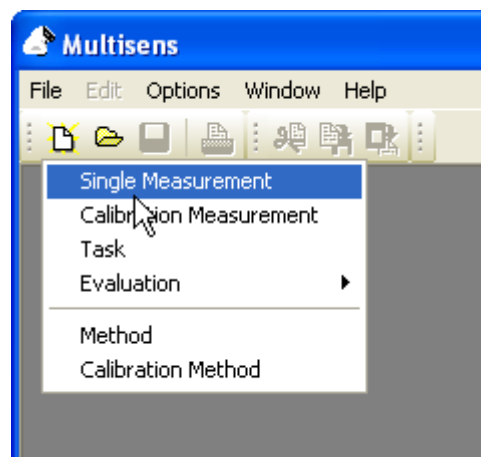 Multisens
File Edit Options Window Help
Single Measurement
Calibration Measurement
Task
Evaluation
Method
Calibration Method